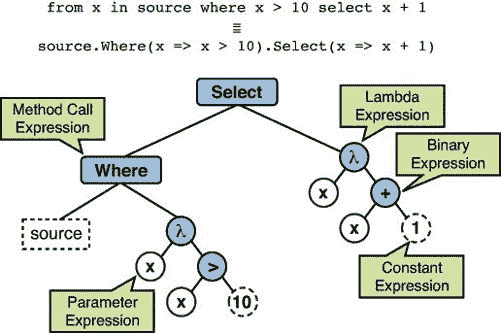 from x in source where x > 10 select x + 1
≡
source.Where(x => x > 10).Select(x => x + 1)
Select
Method Call
Expression
Lambda
Expression
λ
Binary
Expression
Where
x
+
source
λ
x
1
x
>
Constant
Expression
Parameter
Expression
x
10